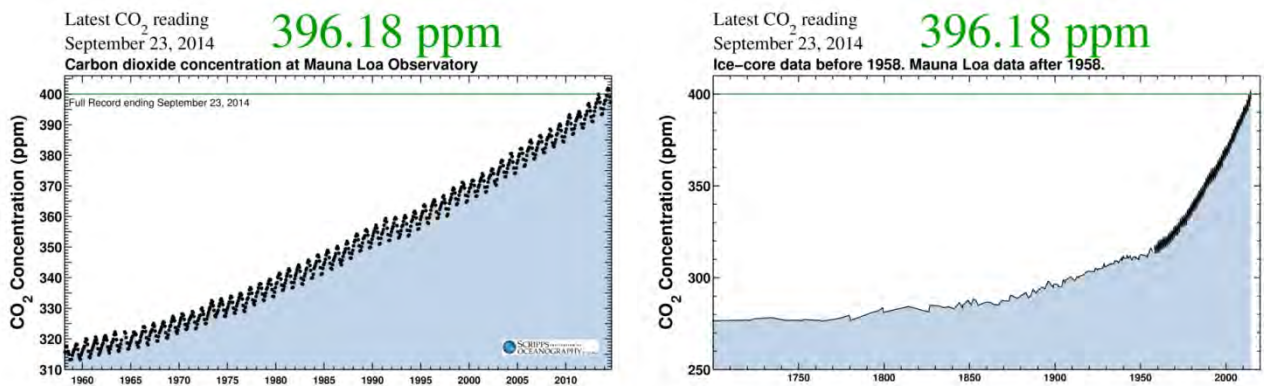 Latest CO2 reading
September 23, 2014
396.18 ppm
Carbon dioxide concentration at Mauna Loa Observatory
Full Record ending September 23, 2014
CO2 Concentration (ppm)
400
390
380
370
360
350
340
330
320
310
1960 1965 1970 1975 1980 1985 1990 1995 2000 2005 2010
SCRIPPS
OCEANOGRAPHY
Latest CO2 reading
September 23, 2014
396.18 ppm
Ice-core data before 1958. Mauna Loa data after 1958.
CO2 Concentration (ppm)
400
350
300
250
1750 1800 1850 1900 1950 2000